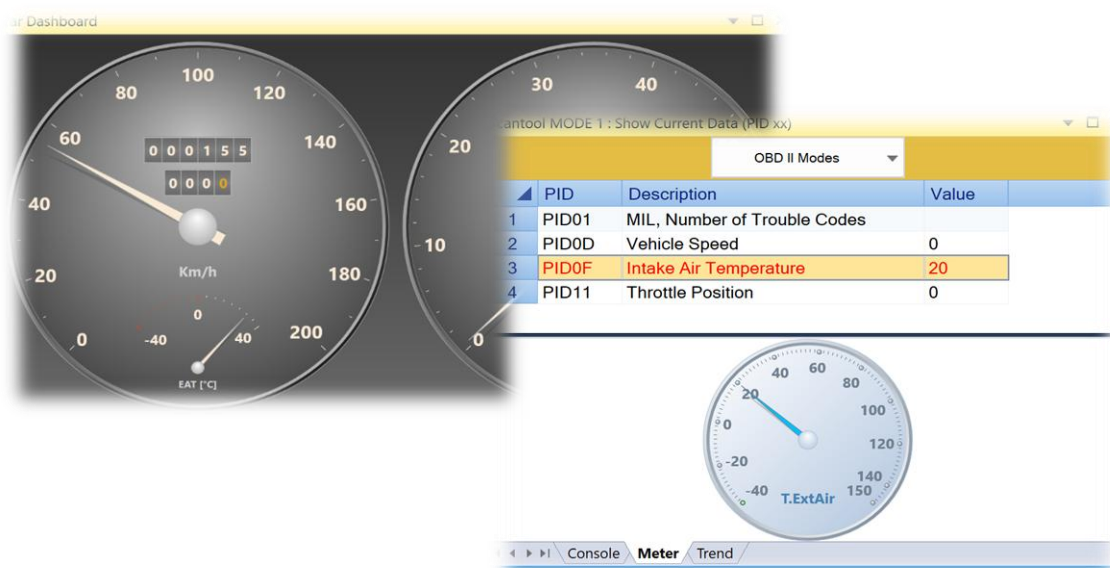 ar Dashboard
100
80
120
60
140
000155
0000
40
160
Km/h
20
180
0
-40
40
0
200
EAT [°C]
30
40
20
10
0
cantool MODE 1 : Show Current Data (PID xx)
OBD II Modes
PID Description Value
1 PID01 MIL, Number of Trouble Codes
2 PID0D Vehicle Speed 0
3 PID0F Intake Air Temperature 20
4 PID11 Throttle Position 0
60
40
80
20
100
0
120
-20
140
-40
150
T.ExtAir
Console Meter Trend